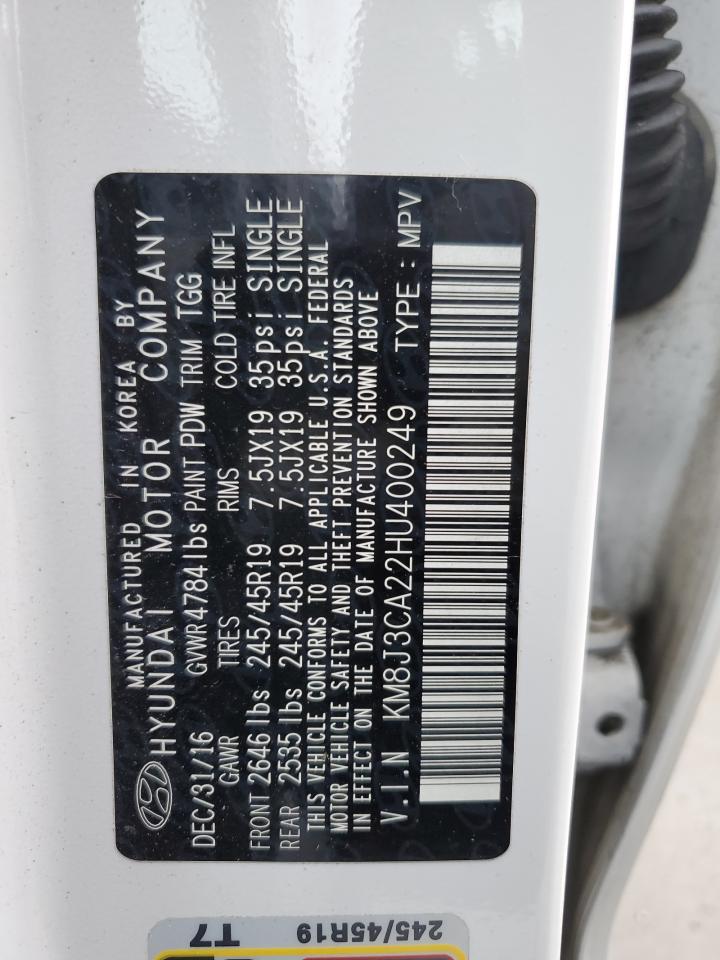 MANUFACTURED IN KOREA BY
HYUNDAI MOTOR COMPANY
DEC/31/16 GVWR 4784 lbs PAINT PDW TRIM TGG
GAWR TIRES RIMS COLD TIRE INFL
FRONT 2646 lbs 245/45R19 7.5JX19 35psi SINGLE
REAR 2535 lbs 245/45R19 7.5JX19 35psi SINGLE
THIS VEHICLE CONFORMS TO ALL APPLICABLE U.S.A. FEDERAL
MOTOR VEHICLE SAFETY AND THEFT PREVENTION STANDARDS
IN EFFECT ON THE DATE OF MANUFACTURE SHOWN ABOVE
V.I.N KM8J3CA22HU400249 TYPE : MPV
245/45R19
T7